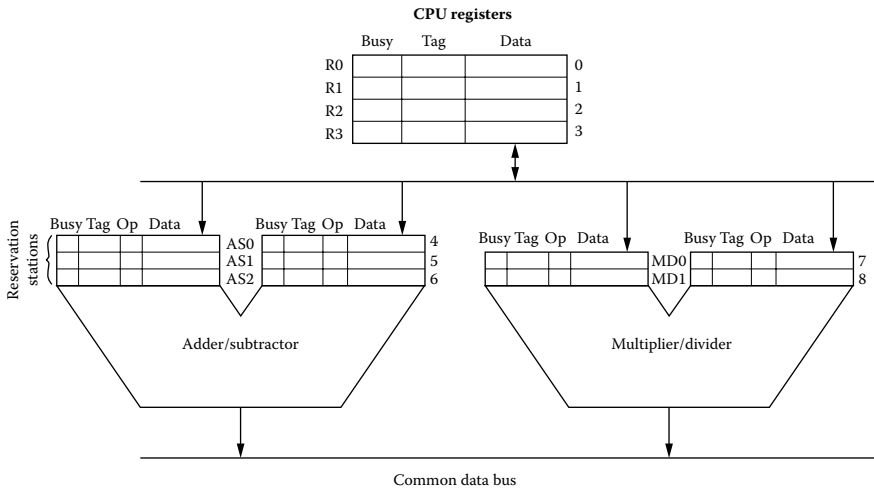 CPU registers
Busy Tag Data
R0 0
R1 1
R2 2
R3 3
Reservation
stations
Busy Tag Op Data Busy Tag Op Data
AS0 4
AS1 5
AS2 6
Busy Tag Op Data Busy Tag Op Data
MD0 7
MD1 8
Adder/subtractor
Multiplier/divider
Common data bus